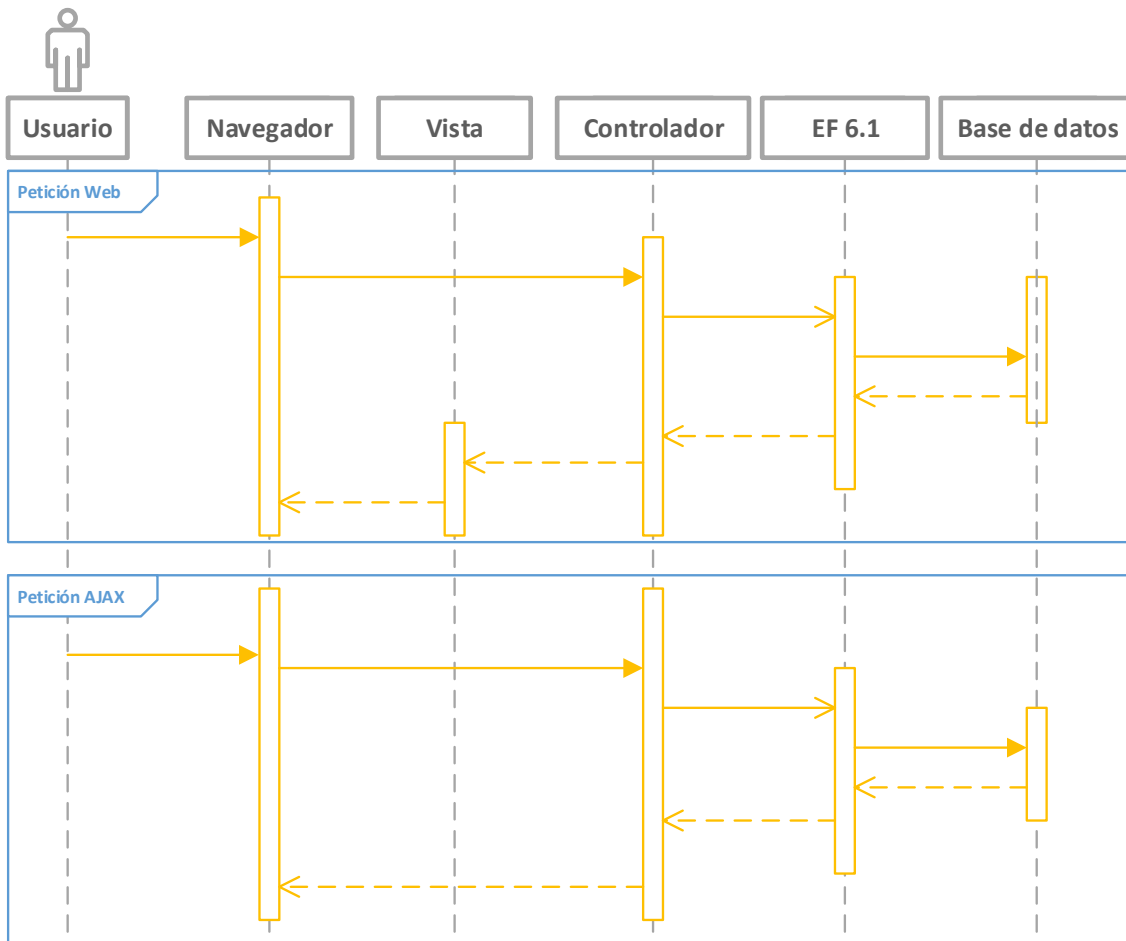 Usuario
Navegador
Vista
Controlador
EF 6.1
Base de datos
Petición Web
Petición AJAX